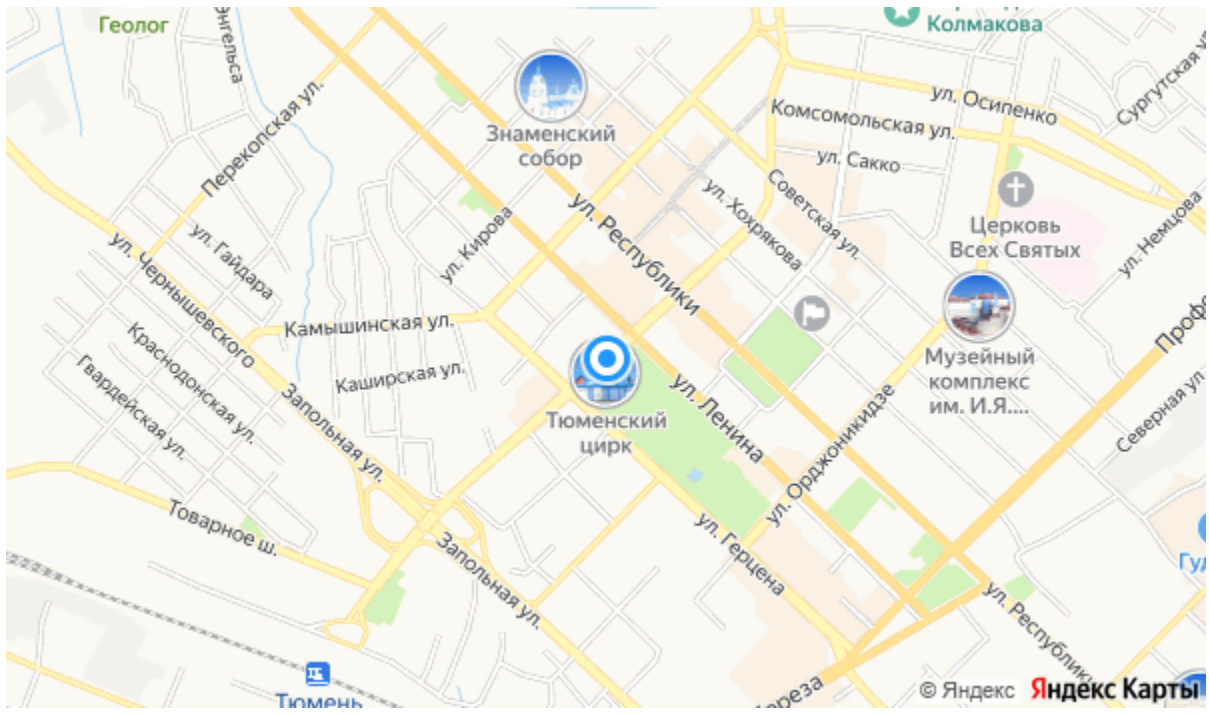 Геолог
Энгельса
Колмакова
Сургутская ул.
Перекопская ул.
Знаменский
собор
ул. Осипенко
Комсомольская ул.
ул. Сакко
ул. Хохрякова
Советская ул.
Церковь
Всех Святых
ул. Немцова
ул. Гайдара
ул. Кирова
ул. Республики
ул. Чернышевского
Камышинская ул.
Каширская ул.
Краснодонская ул.
Гвардейская ул.
Запольная ул.
Тюменский
цирк
ул. Ленина
Музейный
комплекс
им. И.Я....
ул. Орджоникидзе
Северная ул.
Товарное ш.
Запольная ул.
ул. Герцена
ул. Республики
Тюмень
© Яндекс Яндекс Карты